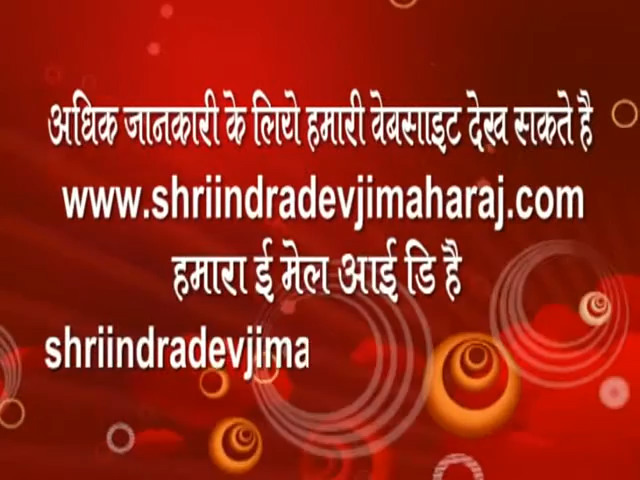 अधिक जानकारी के लिये हमारी वेबसाइट देख सकते है
www.shriindradevjimaharaj.com
हमारा ई मेल आई डि है
shriindradevjima